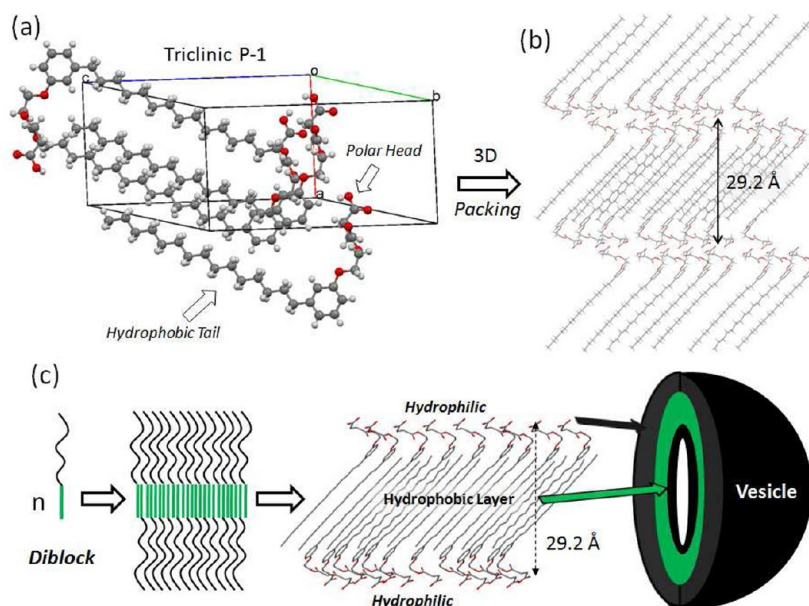 (a)
Triclinic P-1
c
o
b
a
Polar Head
Hydrophobic Tail
3D
Packing
(b)
29.2 Å
(c)
n
Diblock
Hydrophilic
Hydrophobic Layer
29.2 Å
Hydrophilic
Vesicle